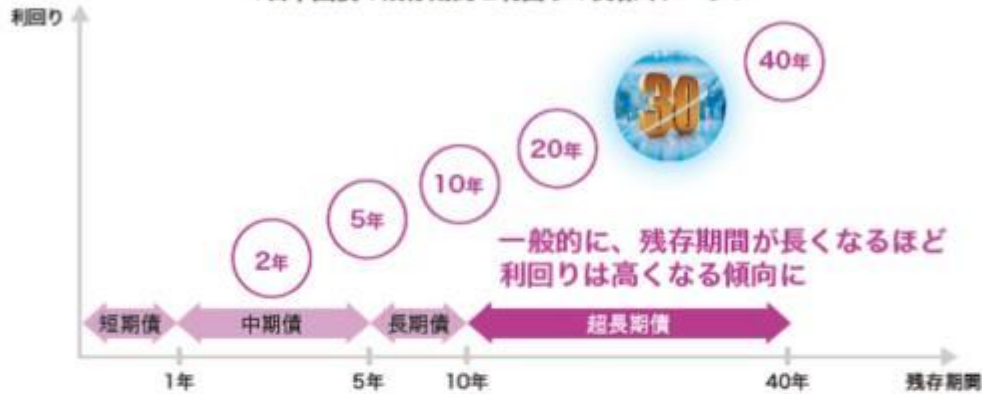 利回り
40年
30
20年
10年
5年
2年
一般的に、残存期間が長くなるほど
利回りは高くなる傾向に
短期債
中期債
長期債
超長期債
1年
5年
10年
40年
残存期間